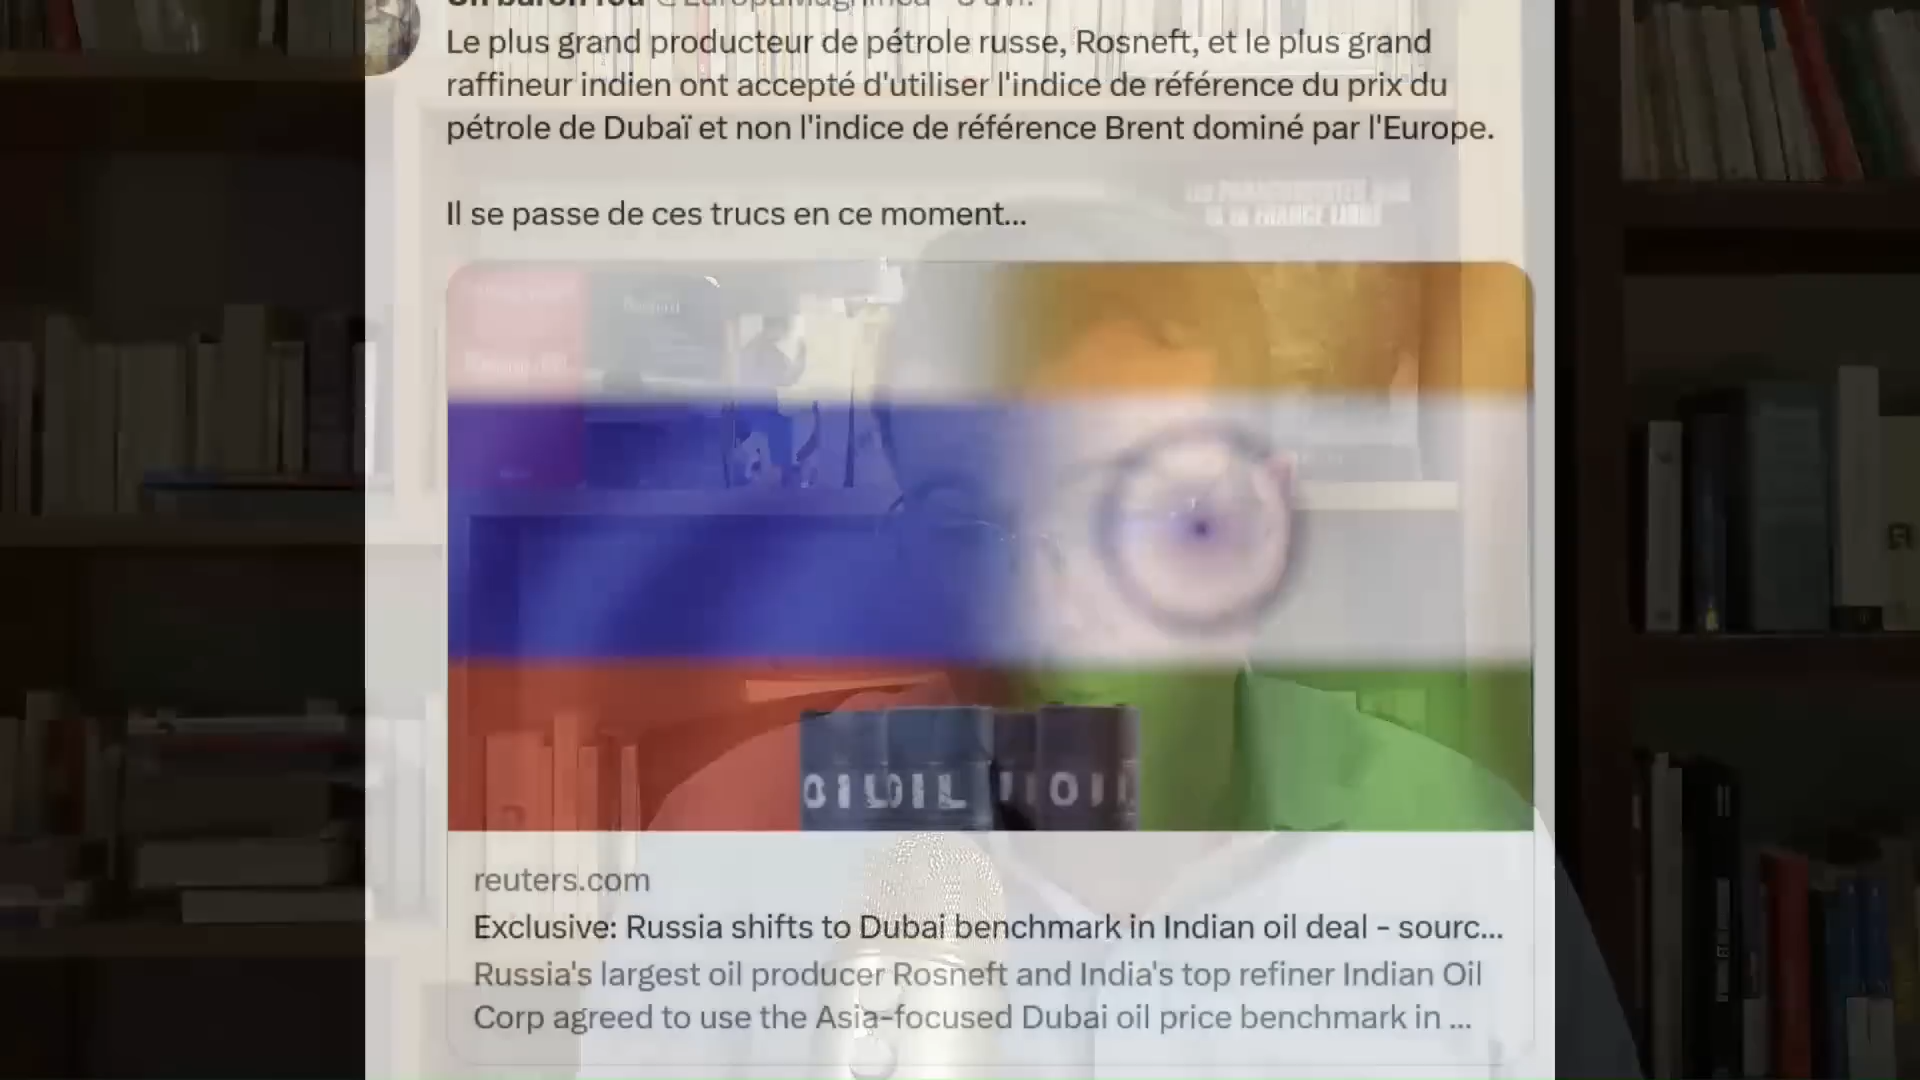 Le plus grand producteur de pétrole russe, Rosneft, et le plus grand
raffineur indien ont accepté d'utiliser l'indice de référence du prix du
pétrole de Dubaï et non l'indice de référence Brent dominé par l'Europe.
Il se passe de ces trucs en ce moment...
OIL OIL OIL
reuters.com
Exclusive: Russia shifts to Dubai benchmark in Indian oil deal - sourc...
Russia's largest oil producer Rosneft and India's top refiner Indian Oil
Corp agreed to use the Asia-focused Dubai oil price benchmark in ...